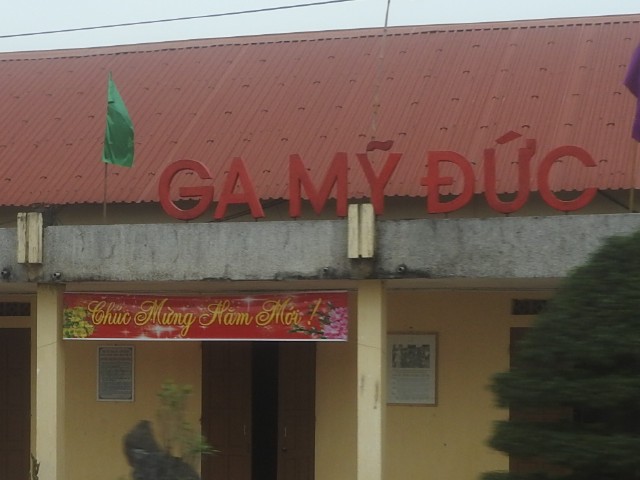 GA MỸ ĐỨC
Chúc Mừng Năm Mới !